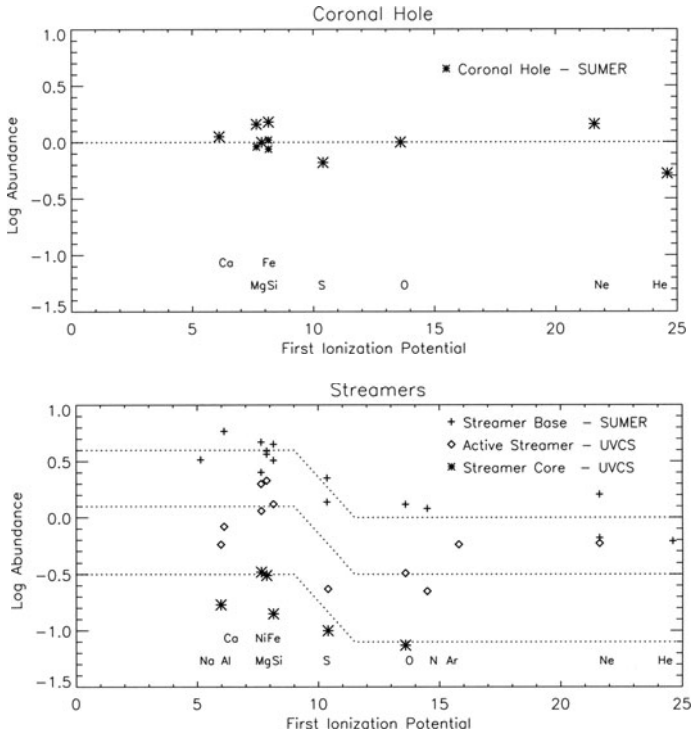 Coronal Hole
1.0
Coronal Hole – SUMER
0.5
0.0
-0.5
-1.0
-1.5
Log Abundance
Ca Fe
MgSi S O Ne He
0 5 10 15 20 25
First Ionization Potential
Streamers
1.0
Streamer Base – SUMER
Active Streamer – UVCS
0.5
Streamer Core – UVCS
0.0
-0.5
-1.0
-1.5
Log Abundance
Ca NiFe
Na Al MgSi S O N Ar Ne He
0 5 10 15 20 25
First Ionization Potential